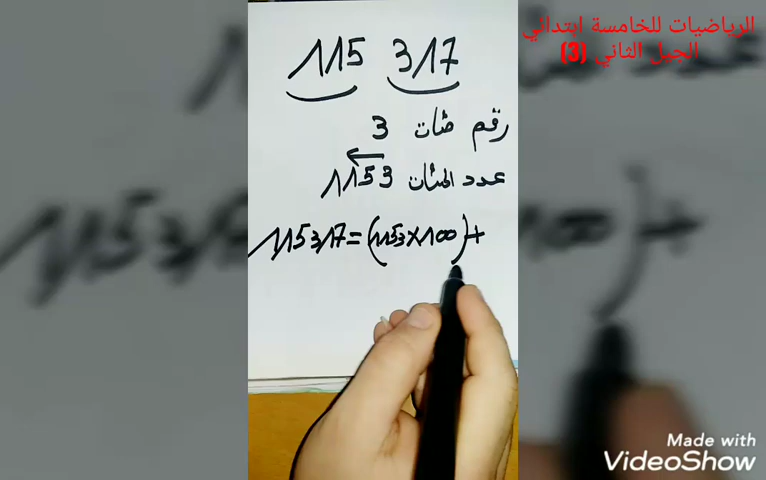 الرياضيات للخامسة ابتدائي
الجيل الثاني (3)
115 317
رقم مئات 3
عدد المئات 1153
115317=(1153×100)+
Made with
VideoShow